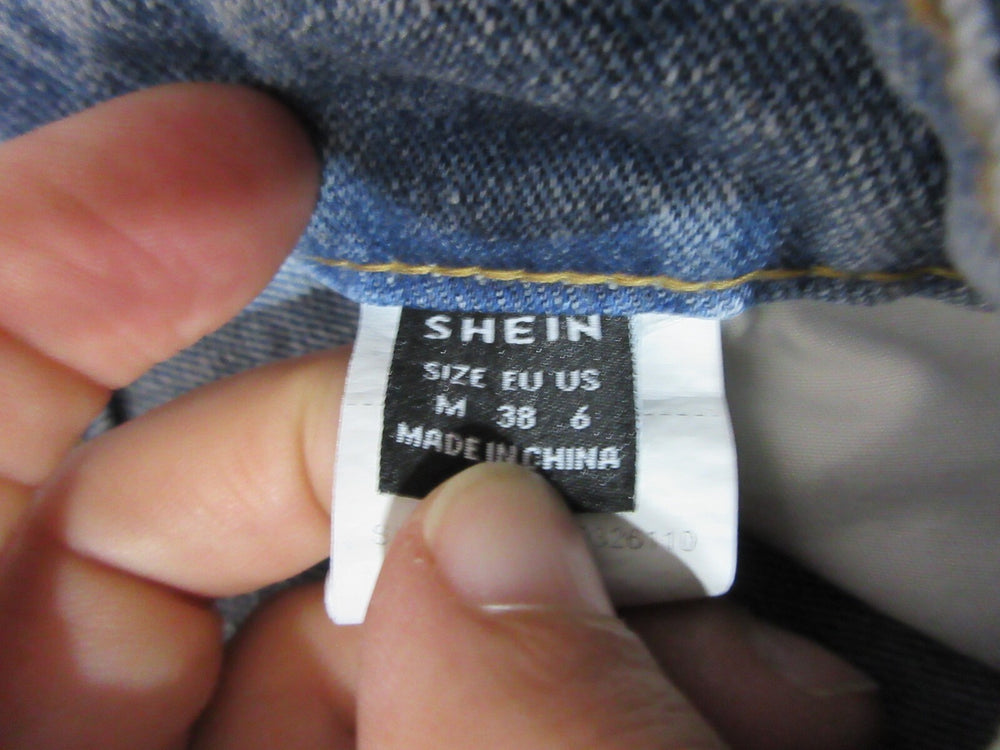 SHEIN
SIZE EU US
M 38 6
MADE IN CHINA